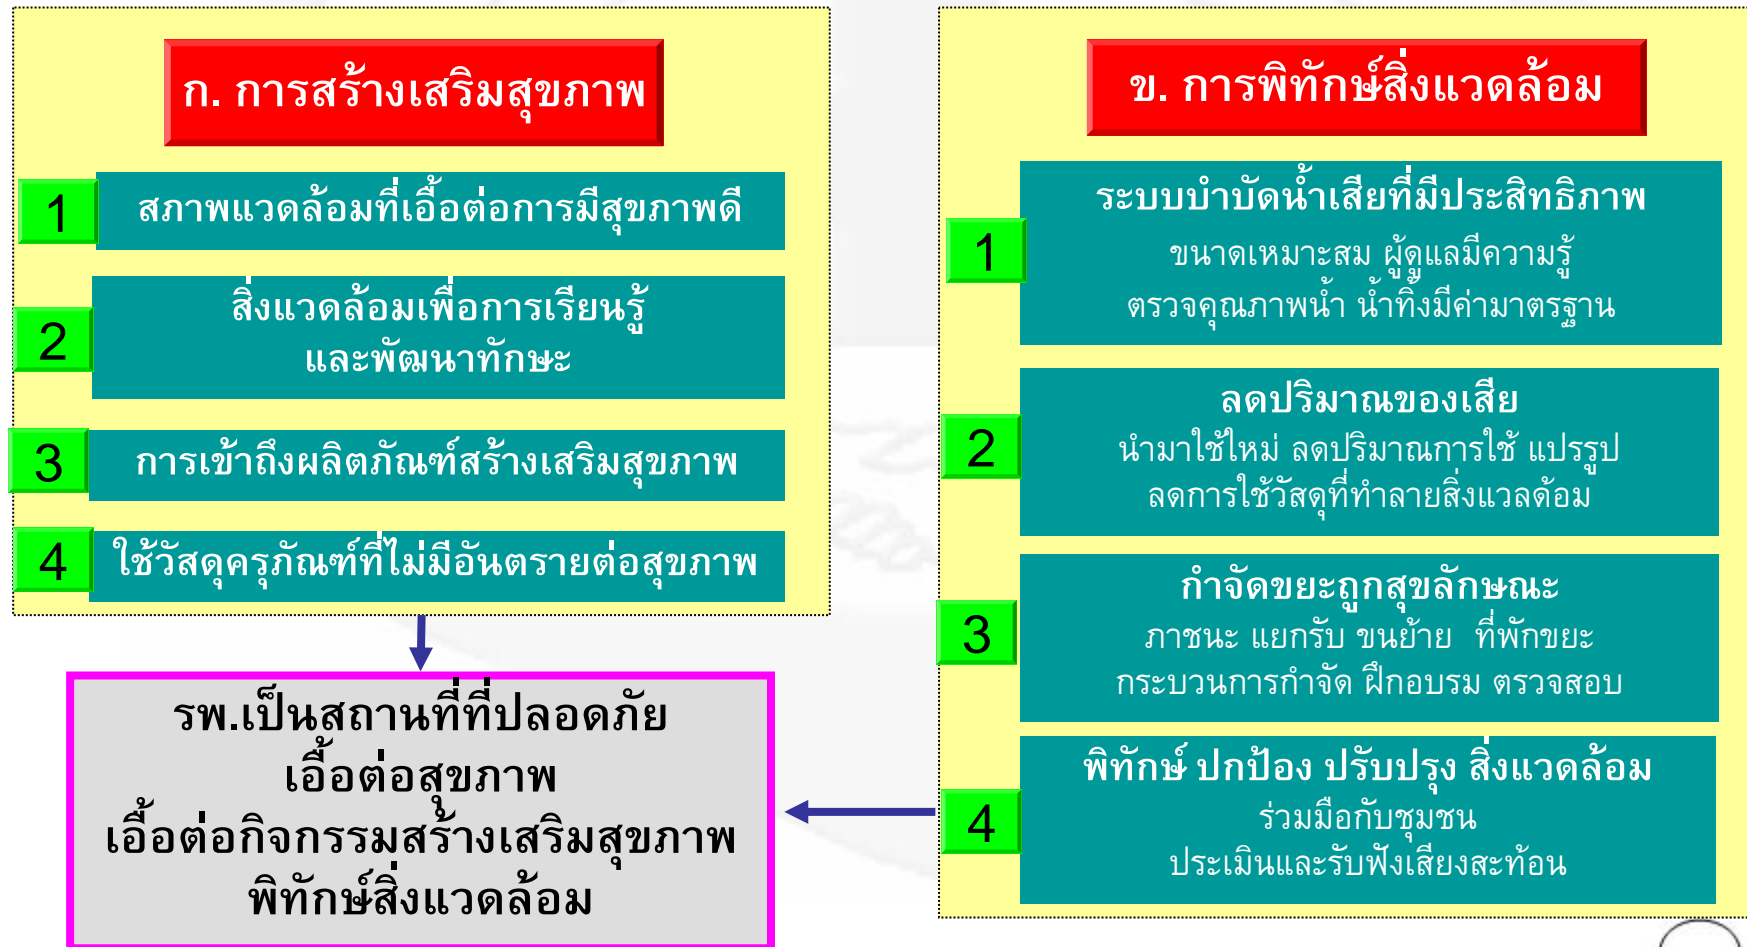 ก. การสร้างเสริมสุขภาพ
1
สภาพแวดล้อมที่เอื้อต่อการมีสุขภาพดี
2
สิ่งแวดล้อมเพื่อการเรียนรู้
และพัฒนาทักษะ
3
การเข้าถึงผลิตภัณฑ์สร้างเสริมสุขภาพ
4
ใช้วัสดุครุภัณฑ์ที่ไม่มีอันตรายต่อสุขภาพ
รพ.เป็นสถานที่ที่ปลอดภัย
เอื้อต่อสุขภาพ
เอื้อต่อกิจกรรมสร้างเสริมสุขภาพ
พิทักษ์สิ่งแวดล้อม
ข. การพิทักษ์สิ่งแวดล้อม
1
ระบบบำบัดน้ำเสียที่มีประสิทธิภาพ
ขนาดเหมาะสม ผู้ดูแลมีความรู้
ตรวจคุณภาพน้ำ น้ำทิ้งมีค่ามาตรฐาน
2
ลดปริมาณของเสีย
นำมาใช้ใหม่ ลดปริมาณการใช้ แปรรูป
ลดการใช้วัสดุที่ทำลายสิ่งแวลด้อม
3
กำจัดขยะถูกสุขลักษณะ
ภาชนะ แยกรับ ขนย้าย ที่พักขยะ
กระบวนการกำจัด ฝึกอบรม ตรวจสอบ
4
พิทักษ์ ปกป้อง ปรับปรุง สิ่งแวดล้อม
ร่วมมือกับชุมชน
ประเมินและรับฟังเสียงสะท้อน